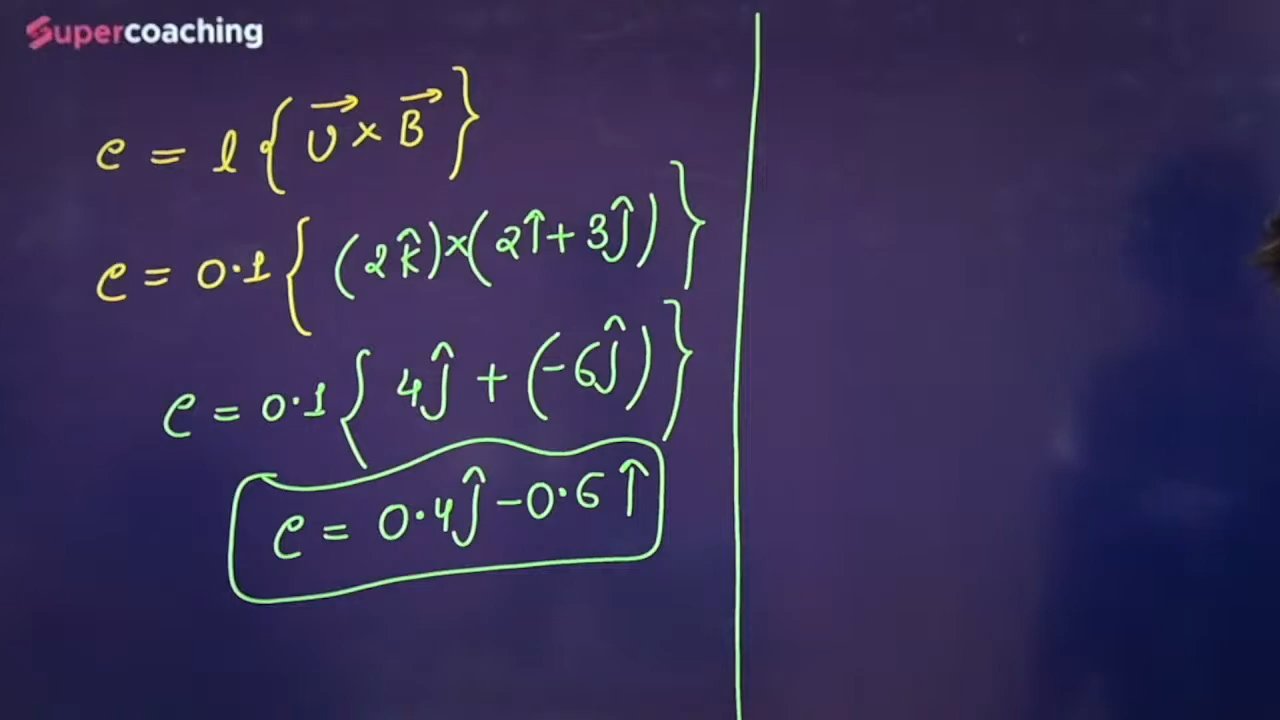 Supercoaching
e = l { v⃗ × B⃗ }
e = 0.1 { (2k̂) × (2î + 3ĵ) }
e = 0.1 { 4ĵ + (-6ĵ) }
e = 0.4ĵ - 0.6î